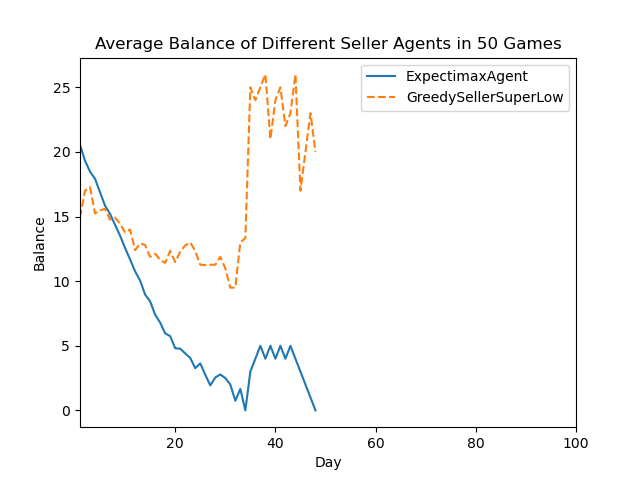 Average Balance of Different Seller Agents in 50 Games
ExpectimaxAgent
GreedySellerSuperLow
Balance
25
20
15
10
5
0
20
40
60
80
100
Day